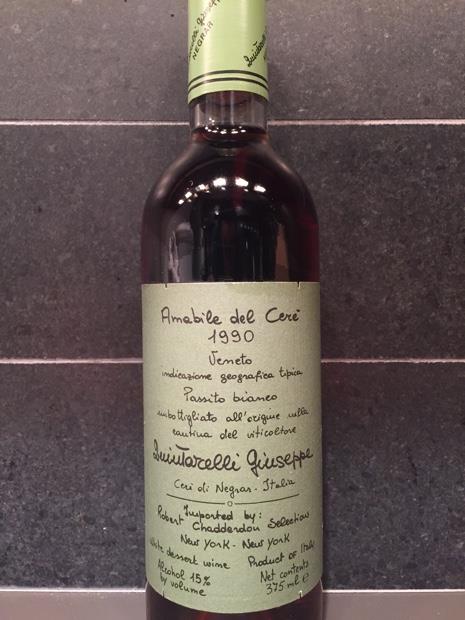 NEGRAR
Amabile del Cerè
1990
Veneto
indicazione geografica tipica
Passito bianco
imbottigliato all'origine nella
cantina del viticoltore
Quintarelli Giuseppe
Cerè di Negrar - Italia
Imported by:
Robert Chadderdon Selections
New York - New York
White dessert wine Product of Italy
Alcohol 15% by volume
Net contents 375 ml e